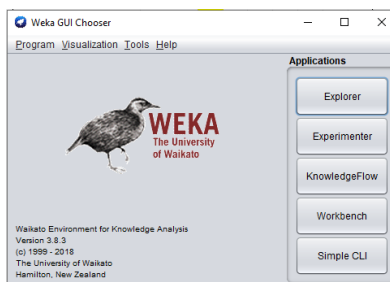 Weka GUI Chooser
Program Visualization Tools Help
Applications
Explorer
WEKA
The University
of Waikato
Experimenter
KnowledgeFlow
Workbench
Simple CLI
Waikato Environment for Knowledge Analysis
Version 3.8.3
(c) 1999 - 2018
The University of Waikato
Hamilton, New Zealand